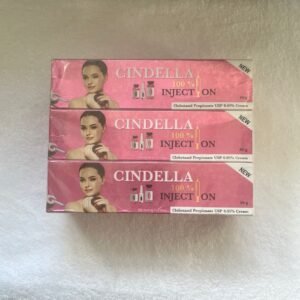 CINDELLA
NEW
100 %
INJECTION
Clobetasol Propionate USP 0.05% Cream
CINDELLA
NEW
100 %
INJECTION
Clobetasol Propionate USP 0.05% Cream
CINDELLA
NEW
100 %
INJECTION
Clobetasol Propionate USP 0.05% Cream